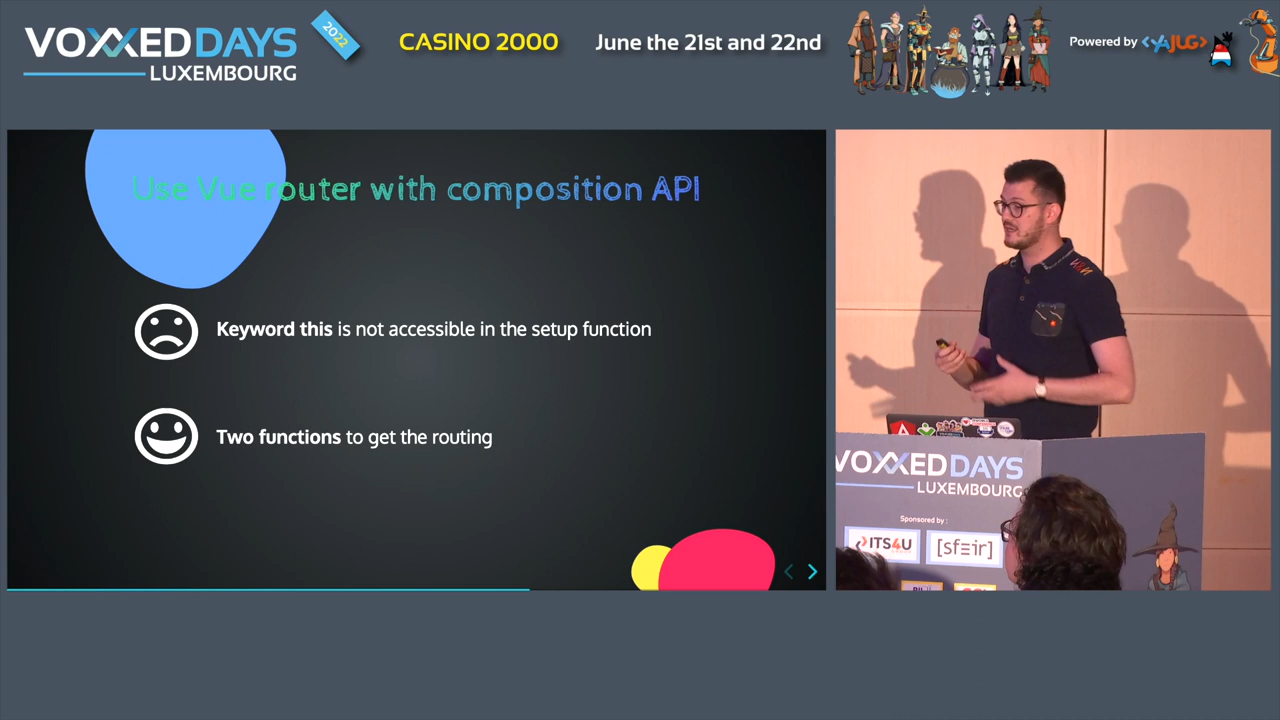 VOXXEDDAYS
LUXEMBOURG
2022
CASINO 2000
June the 21st and 22nd
Powered by <YAJUG>
Use Vue router with composition API
Keyword this is not accessible in the setup function
Two functions to get the routing
VOXXEDDAYS
LUXEMBOURG
Sponsored by :
ITS4U
[sfeir]